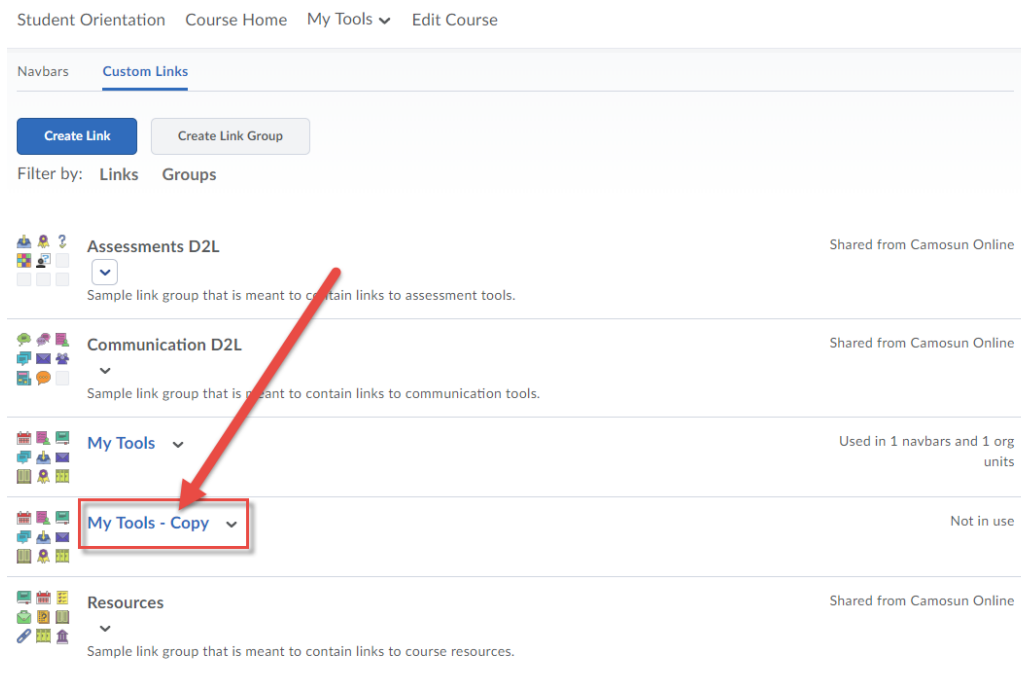 Student Orientation Course Home My Tools Edit Course
Navbars Custom Links
Create Link Create Link Group
Filter by: Links Groups
Assessments D2L Shared from Camosun Online
Sample link group that is meant to contain links to assessment tools.
Communication D2L Shared from Camosun Online
Sample link group that is meant to contain links to communication tools.
My Tools Used in 1 navbars and 1 org
units
My Tools - Copy Not in use
Resources Shared from Camosun Online
Sample link group that is meant to contain links to course resources.